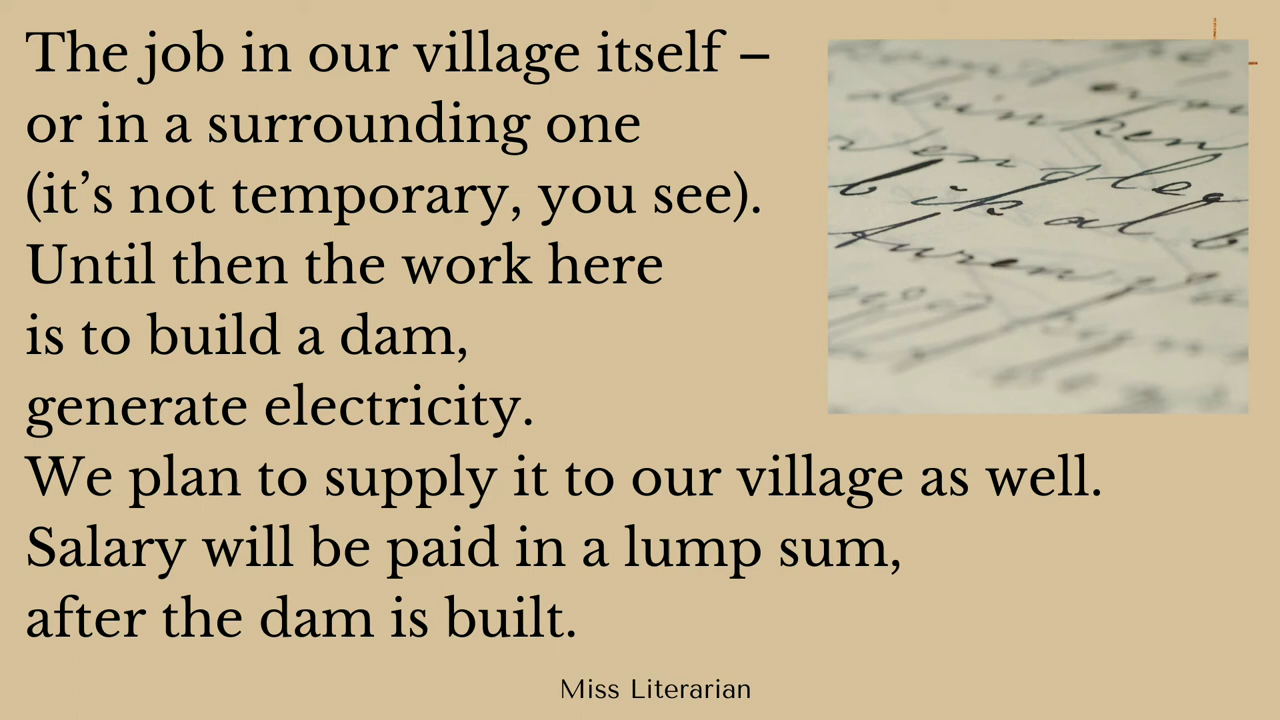 The job in our village itself –
or in a surrounding one
(it’s not temporary, you see).
Until then the work here
is to build a dam,
generate electricity.
We plan to supply it to our village as well.
Salary will be paid in a lump sum,
after the dam is built.
Miss Literarian